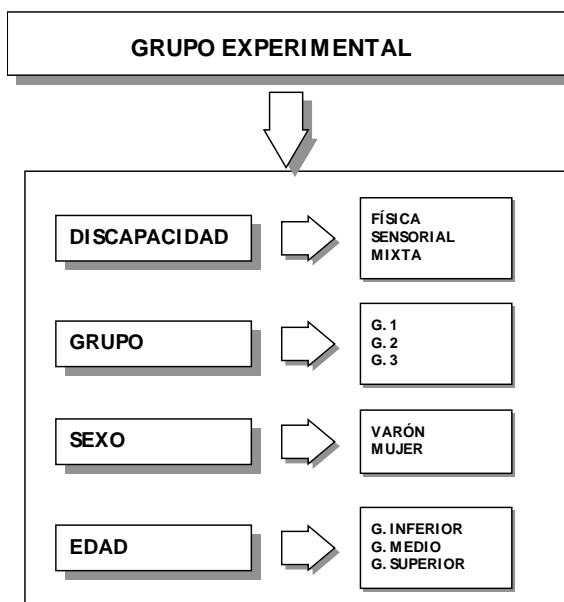 GRUPO EXPERIMENTAL
DISCAPACIDAD
FÍSICA
SENSORIAL
MIXTA
GRUPO
G. 1
G. 2
G. 3
SEXO
VARÓN
MUJER
EDAD
G. INFERIOR
G. MEDIO
G. SUPERIOR